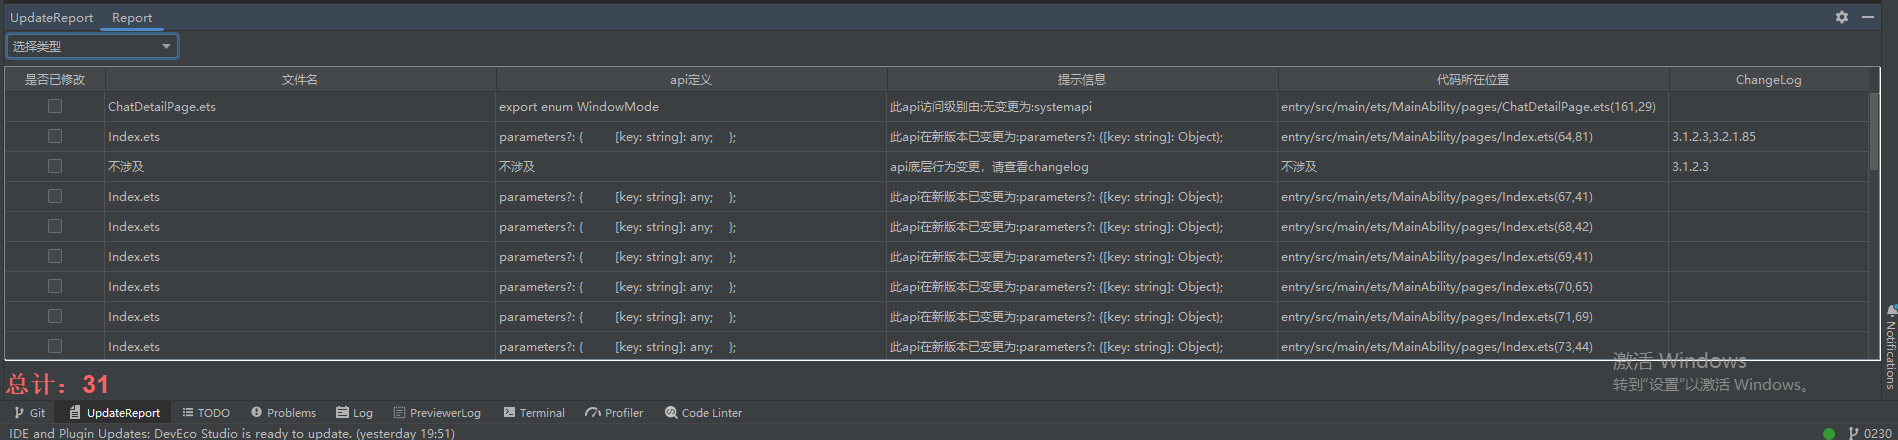 UpdateReport Report
选择类型
是否已修改 文件名 api定义 提示信息 代码所在位置 ChangeLog
ChatDetailPage.ets export enum WindowMode 此api访问级别由:无变更为:systemapi entry/src/main/ets/MainAbility/pages/ChatDetailPage.ets(161,29)
Index.ets parameters?: { [key: string]: any; }; 此api在新版本已变更为:parameters?: {[key: string]: Object}; entry/src/main/ets/MainAbility/pages/Index.ets(64,81) 3.1.2.3,3.2.1.85
不涉及 不涉及 api底层行为变更，请查看changelog 不涉及 3.1.2.3
Index.ets parameters?: { [key: string]: any; }; 此api在新版本已变更为:parameters?: {[key: string]: Object}; entry/src/main/ets/MainAbility/pages/Index.ets(67,41)
Index.ets parameters?: { [key: string]: any; }; 此api在新版本已变更为:parameters?: {[key: string]: Object}; entry/src/main/ets/MainAbility/pages/Index.ets(68,42)
Index.ets parameters?: { [key: string]: any; }; 此api在新版本已变更为:parameters?: {[key: string]: Object}; entry/src/main/ets/MainAbility/pages/Index.ets(69,41)
Index.ets parameters?: { [key: string]: any; }; 此api在新版本已变更为:parameters?: {[key: string]: Object}; entry/src/main/ets/MainAbility/pages/Index.ets(70,65)
Index.ets parameters?: { [key: string]: any; }; 此api在新版本已变更为:parameters?: {[key: string]: Object}; entry/src/main/ets/MainAbility/pages/Index.ets(71,69)
Index.ets parameters?: { [key: string]: any; }; 此api在新版本已变更为:parameters?: {[key: string]: Object}; entry/src/main/ets/MainAbility/pages/Index.ets(73,44)
Notifications
激活 Windows
转到"设置"以激活 Windows。
总计：31
Git UpdateReport TODO Problems Log PreviewerLog Terminal Profiler Code Linter
IDE and Plugin Updates: DevEco Studio is ready to update. (yesterday 19:51) 0230